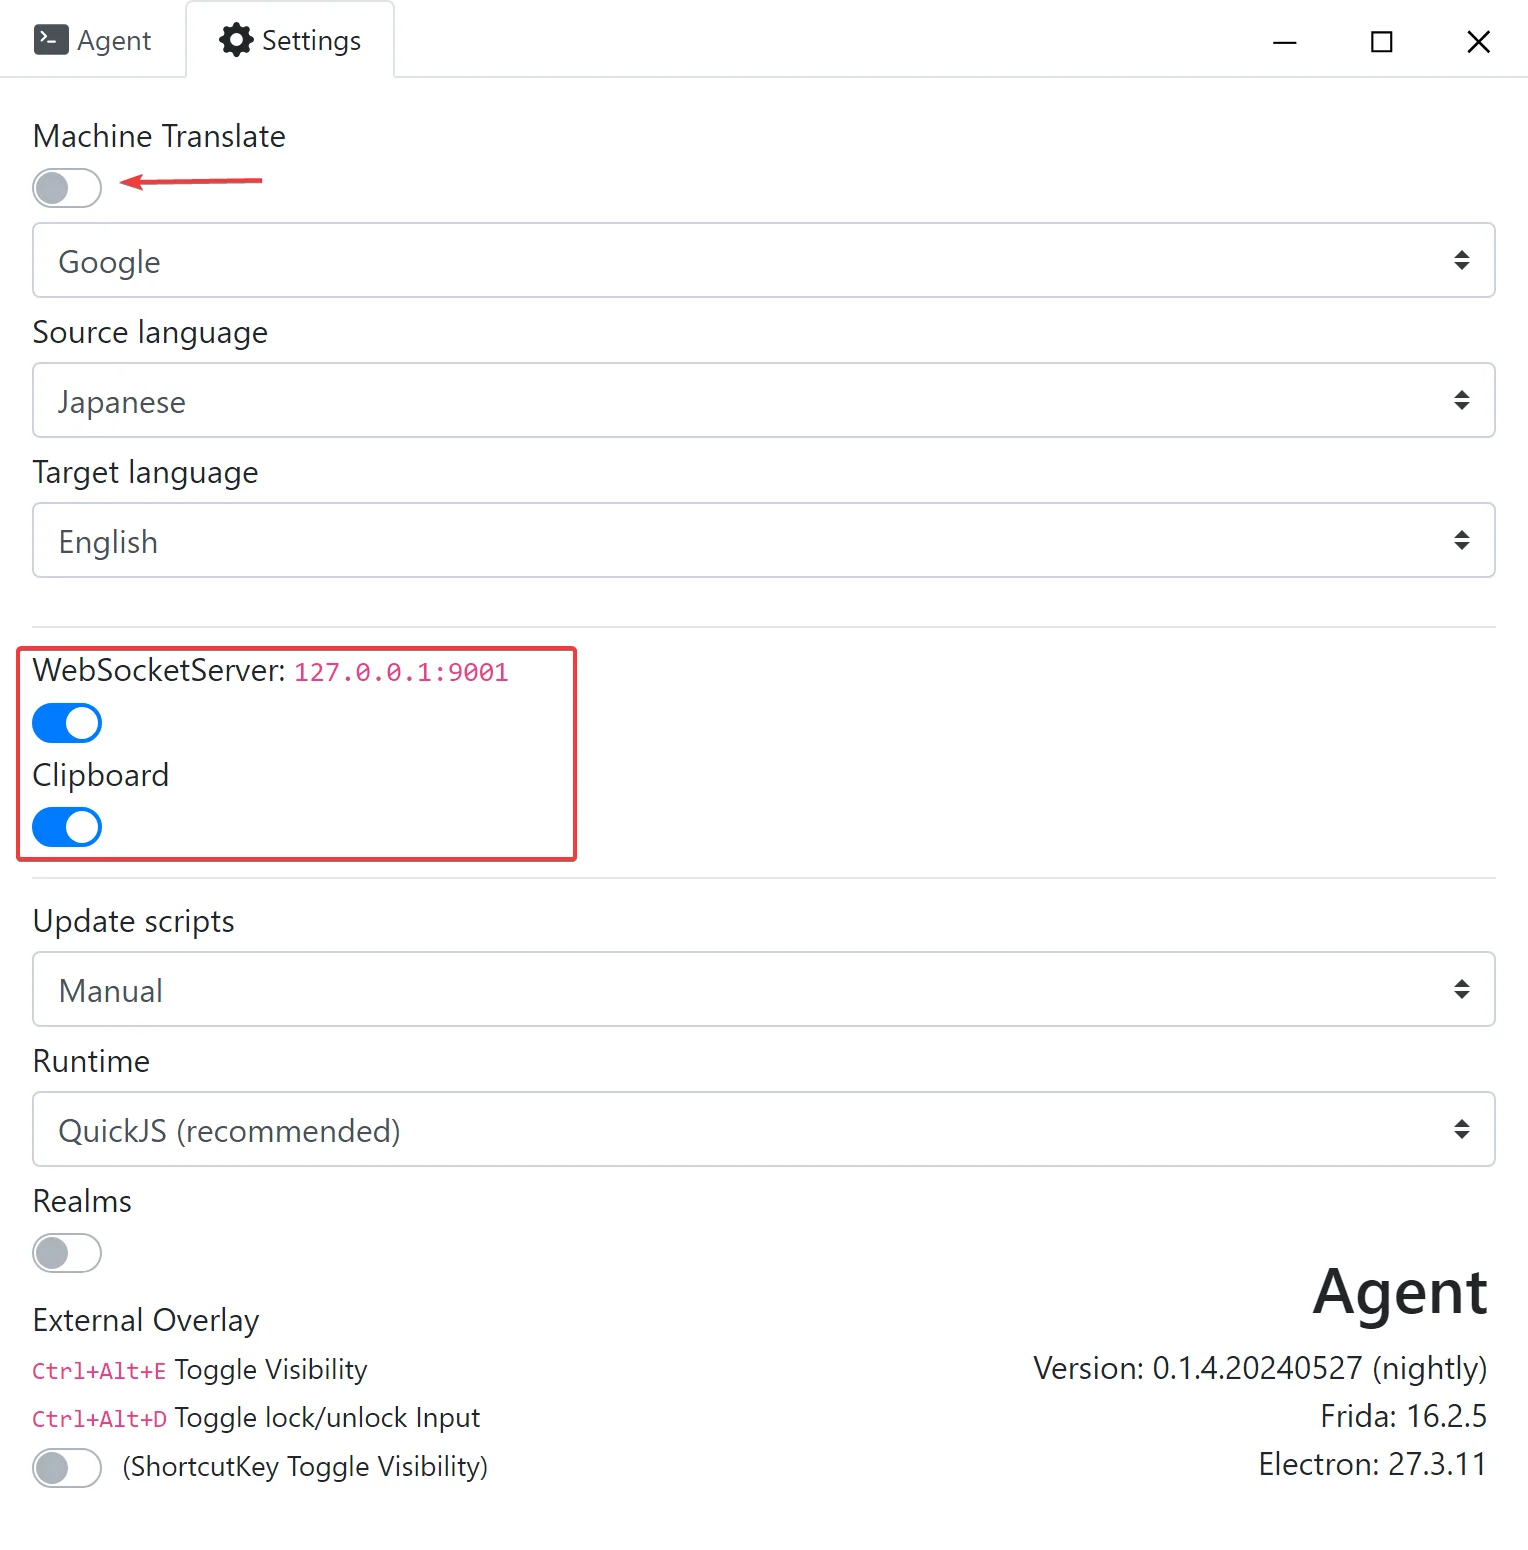 Agent
Settings
Machine Translate
Google
Source language
Japanese
Target language
English
WebSocketServer: 127.0.0.1:9001
Clipboard
Update scripts
Manual
Runtime
QuickJS (recommended)
Realms
External Overlay
Ctrl+Alt+E Toggle Visibility
Ctrl+Alt+D Toggle lock/unlock Input
(ShortcutKey Toggle Visibility)
Agent
Version: 0.1.4.20240527 (nightly)
Frida: 16.2.5
Electron: 27.3.11